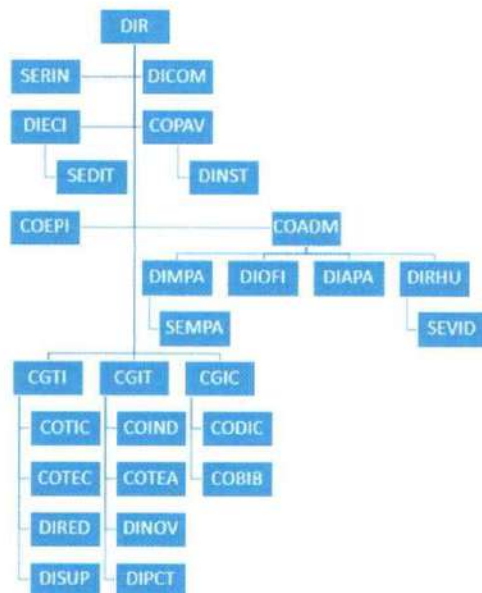 DIR
SERIN DICOM
DIECI COPAV
SEDIT DINST
COEPI COADM
DIMPA DIOFI DIAPA DIRHU
SEMPA SEVID
CGTI CGIT CGIC
COTIC COIND CODIC
COTEC COTEA COBIB
DIRED DINOV
DISUP DIPCT